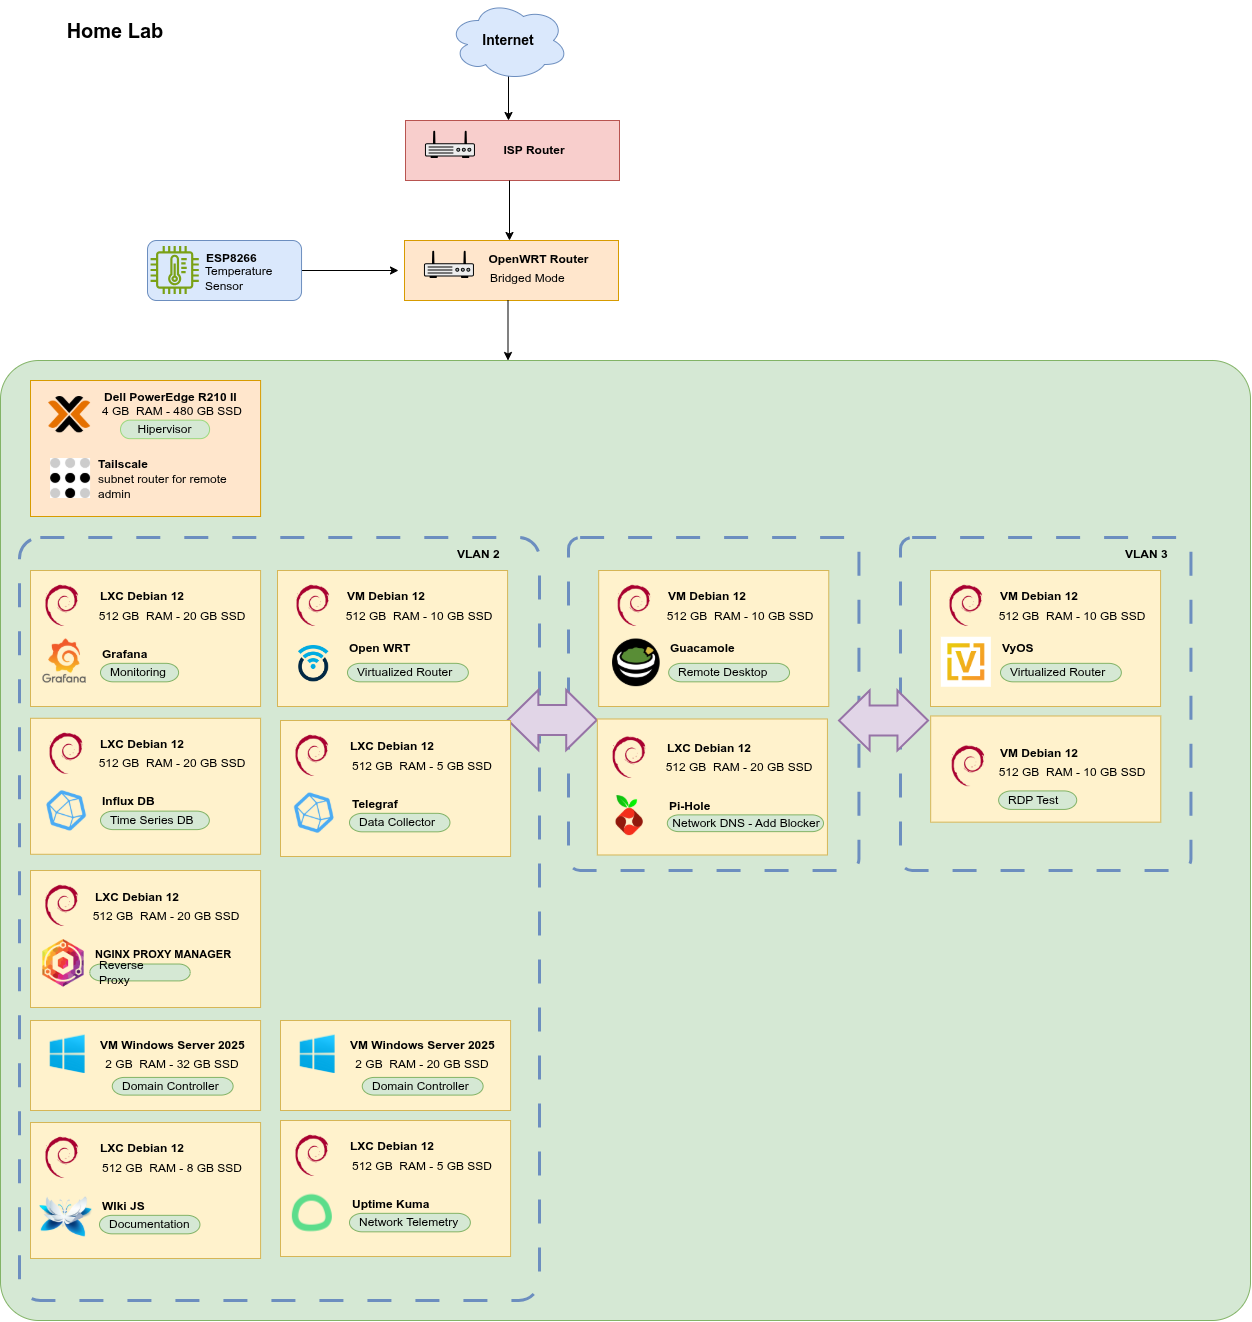 Home Lab
Internet
ISP Router
ESP8266
Temperature
Sensor
OpenWRT Router
Bridged Mode
Dell PowerEdge R210 II
4 GB RAM - 480 GB SSD
Hipervisor
Tailscale
subnet router for remote
admin
VLAN 2
LXC Debian 12
512 GB RAM - 20 GB SSD
Grafana
Grafana
Monitoring
VM Debian 12
512 GB RAM - 10 GB SSD
Open WRT
Virtualized Router
LXC Debian 12
512 GB RAM - 20 GB SSD
Influx DB
Time Series DB
LXC Debian 12
512 GB RAM - 5 GB SSD
Telegraf
Data Collector
LXC Debian 12
512 GB RAM - 20 GB SSD
NGINX PROXY MANAGER
Reverse
Proxy
VM Windows Server 2025
2 GB RAM - 32 GB SSD
Domain Controller
VM Windows Server 2025
2 GB RAM - 20 GB SSD
Domain Controller
LXC Debian 12
512 GB RAM - 8 GB SSD
WIki JS
Documentation
LXC Debian 12
512 GB RAM - 5 GB SSD
Uptime Kuma
Network Telemetry
VM Debian 12
512 GB RAM - 10 GB SSD
Guacamole
Remote Desktop
LXC Debian 12
512 GB RAM - 20 GB SSD
Pi-Hole
Network DNS - Add Blocker
VLAN 3
VM Debian 12
512 GB RAM - 10 GB SSD
VyOS
Virtualized Router
VM Debian 12
512 GB RAM - 10 GB SSD
RDP Test